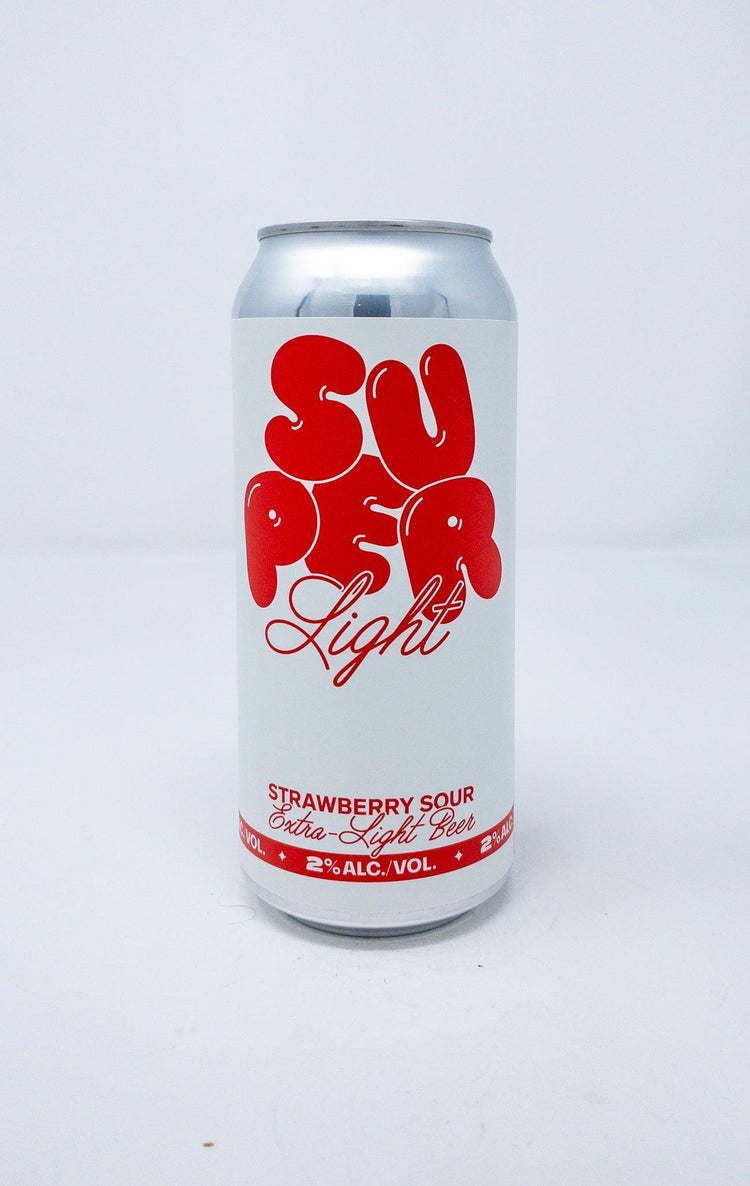 SU
PER
Light
STRAWBERRY SOUR
Extra-Light Beer
C./VOL. 2% ALC./VOL. 2% ALC